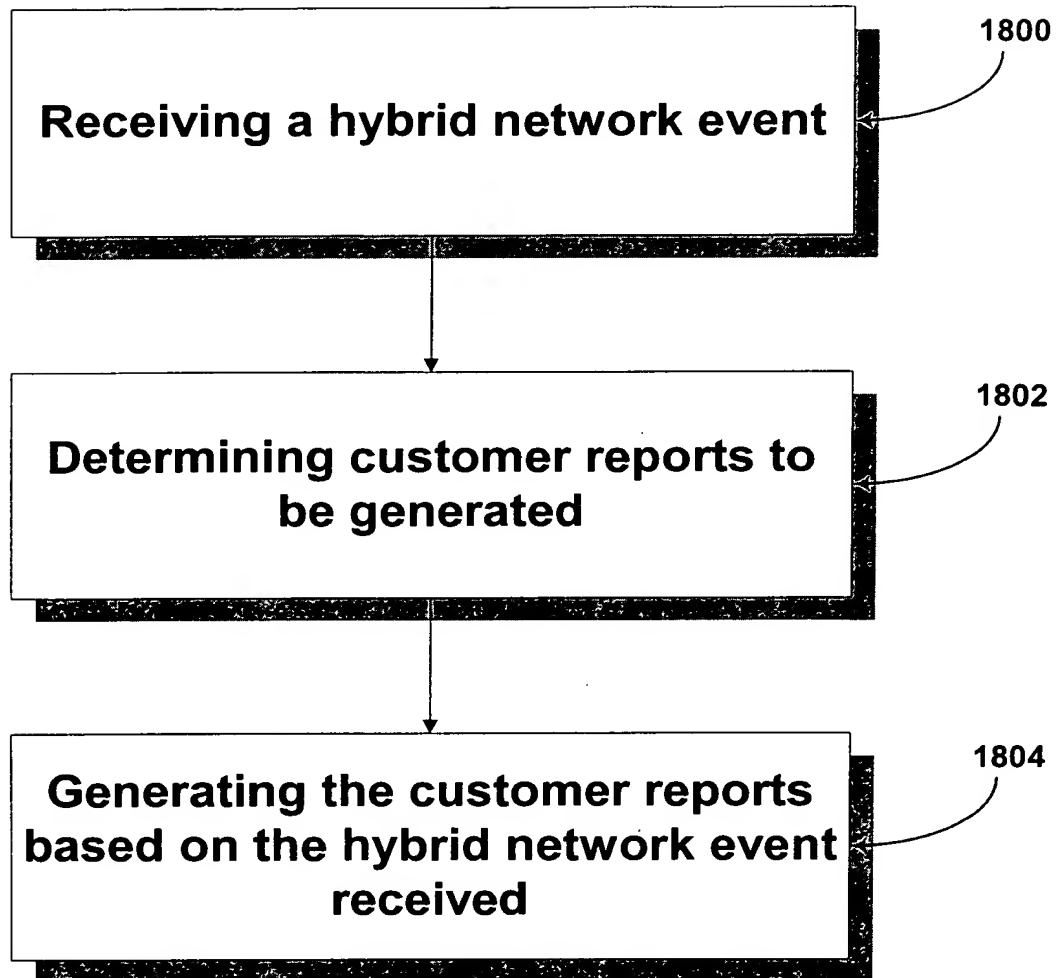 1800
Receiving a hybrid network event
1802
Determining customer reports to
be generated
1804
Generating the customer reports
based on the hybrid network event
received